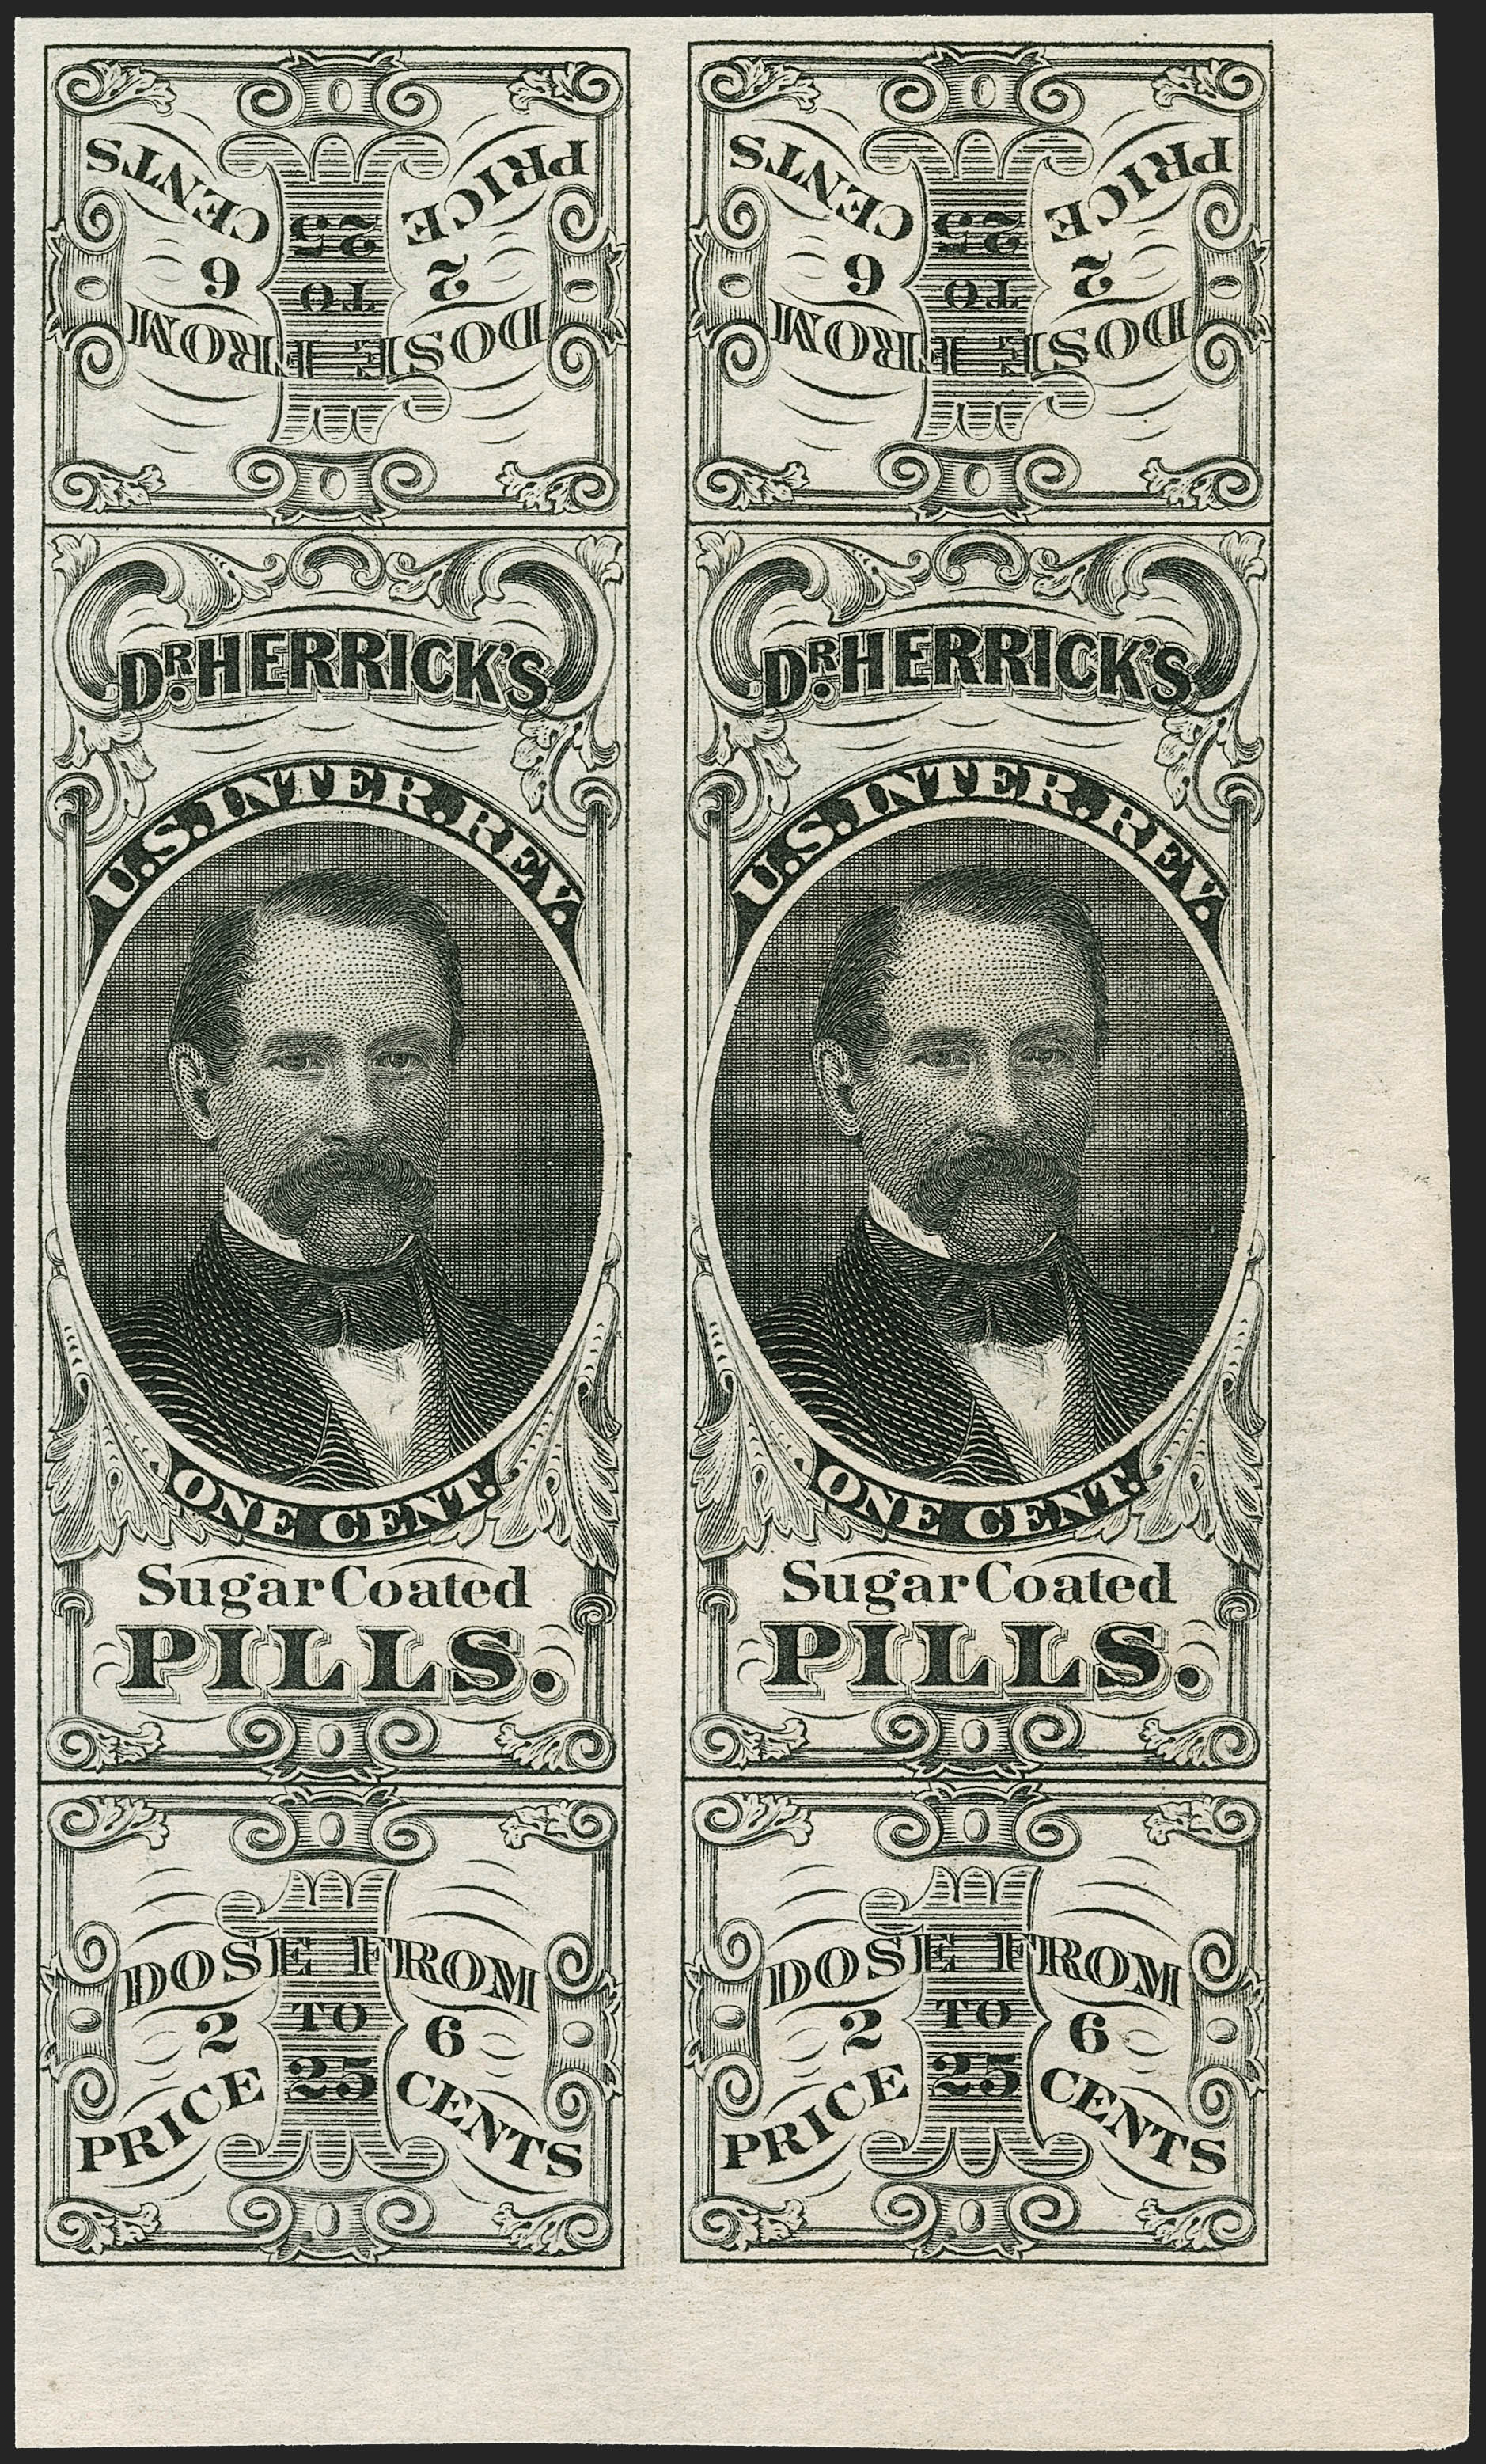 DOSE FROM
2 TO 6
PRICE 25 CENTS
DR. HERRICK'S
U.S. INTER. REV.
ONE CENT.
Sugar Coated
PILLS.
DOSE FROM
2 TO 6
PRICE 25 CENTS
DOSE FROM
2 TO 6
PRICE 25 CENTS
DR. HERRICK'S
U.S. INTER. REV.
ONE CENT.
Sugar Coated
PILLS.
DOSE FROM
2 TO 6
PRICE 25 CENTS